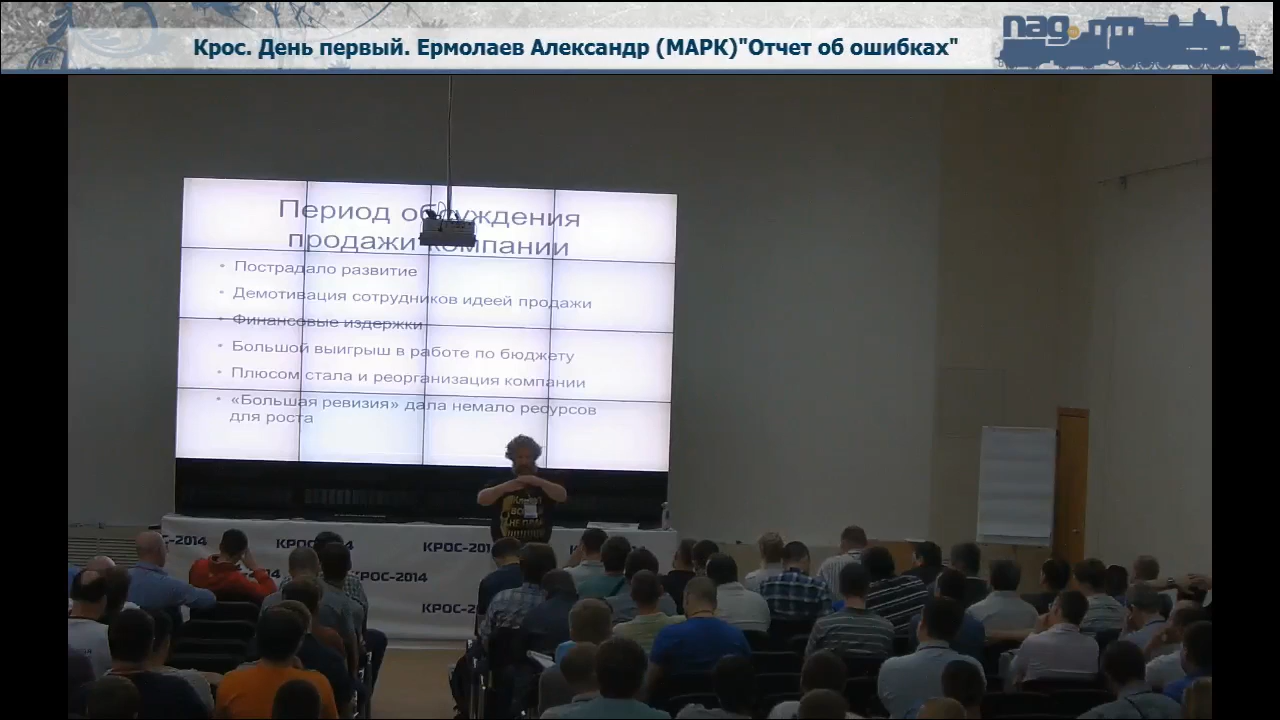 Крос. День первый. Ермолаев Александр (МАРК)"Отчет об ошибках"
nag.
Период обсуждения
продажи компании
• Пострадало развитие
• Демотивация сотрудников идеей продажи
• Финансовые издержки
• Большой выигрыш в работе по бюджету
• Плюсом стала и реорганизация компании
• «Большая ревизия» дала немало ресурсов
для роста
КРОС-2014
КРОС-2014